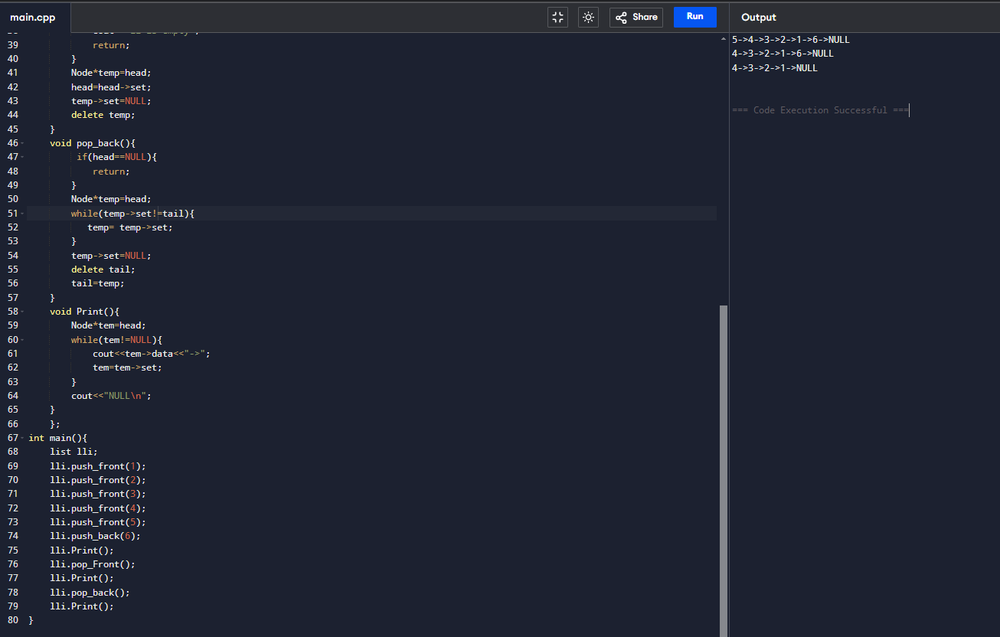 main.cpp
Share
Run
Output
39 return;
40 }
41 Node*temp=head;
42 head=head->set;
43 temp->set=NULL;
44 delete temp;
45 }
46 void pop_back(){
47 if(head==NULL){
48 return;
49 }
50 Node*temp=head;
51 while(temp->set!=tail){
52 temp= temp->set;
53 }
54 temp->set=NULL;
55 delete tail;
56 tail=temp;
57 }
58 void Print(){
59 Node*tem=head;
60 while(tem!=NULL){
61 cout<<tem->data<<"->";
62 tem=tem->set;
63 }
64 cout<<"NULL\n";
65 }
66 };
67 int main(){
68 list lli;
69 lli.push_front(1);
70 lli.push_front(2);
71 lli.push_front(3);
72 lli.push_front(4);
73 lli.push_front(5);
74 lli.push_back(6);
75 lli.Print();
76 lli.pop_Front();
77 lli.Print();
78 lli.pop_back();
79 lli.Print();
80 }
5->4->3->2->1->6->NULL
4->3->2->1->6->NULL
4->3->2->1->NULL
=== Code Execution Successful ===